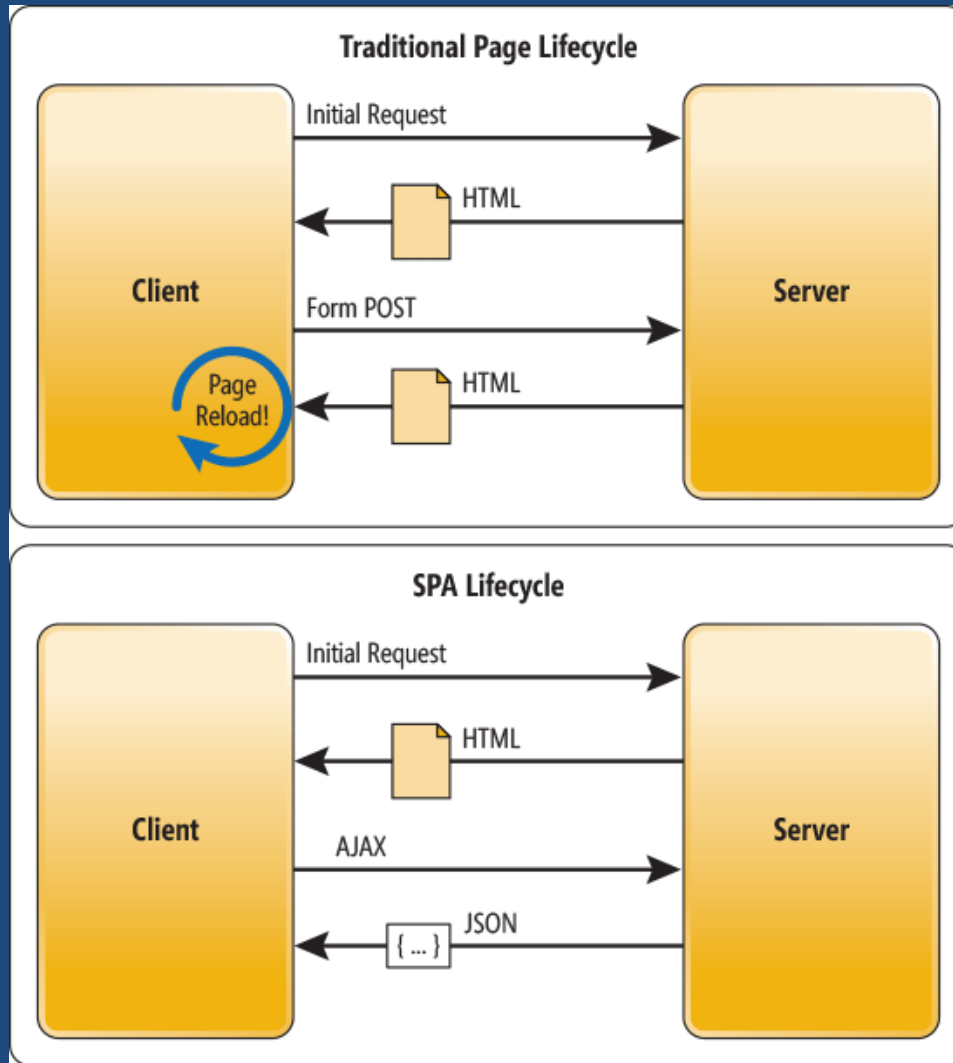 Traditional Page Lifecycle
Initial Request
HTML
Client
Server
Form POST
HTML
Page
Reload!
SPA Lifecycle
Initial Request
HTML
Client
Server
AJAX
JSON
{ ... }